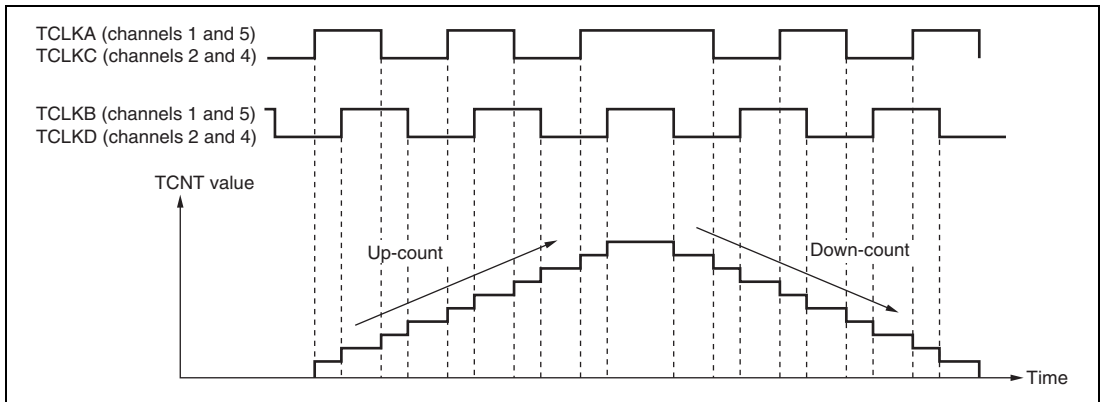 TCLKA (channels 1 and 5)
TCLKC (channels 2 and 4)
TCLKB (channels 1 and 5)
TCLKD (channels 2 and 4)
TCNT value
Up-count
Down-count
Time